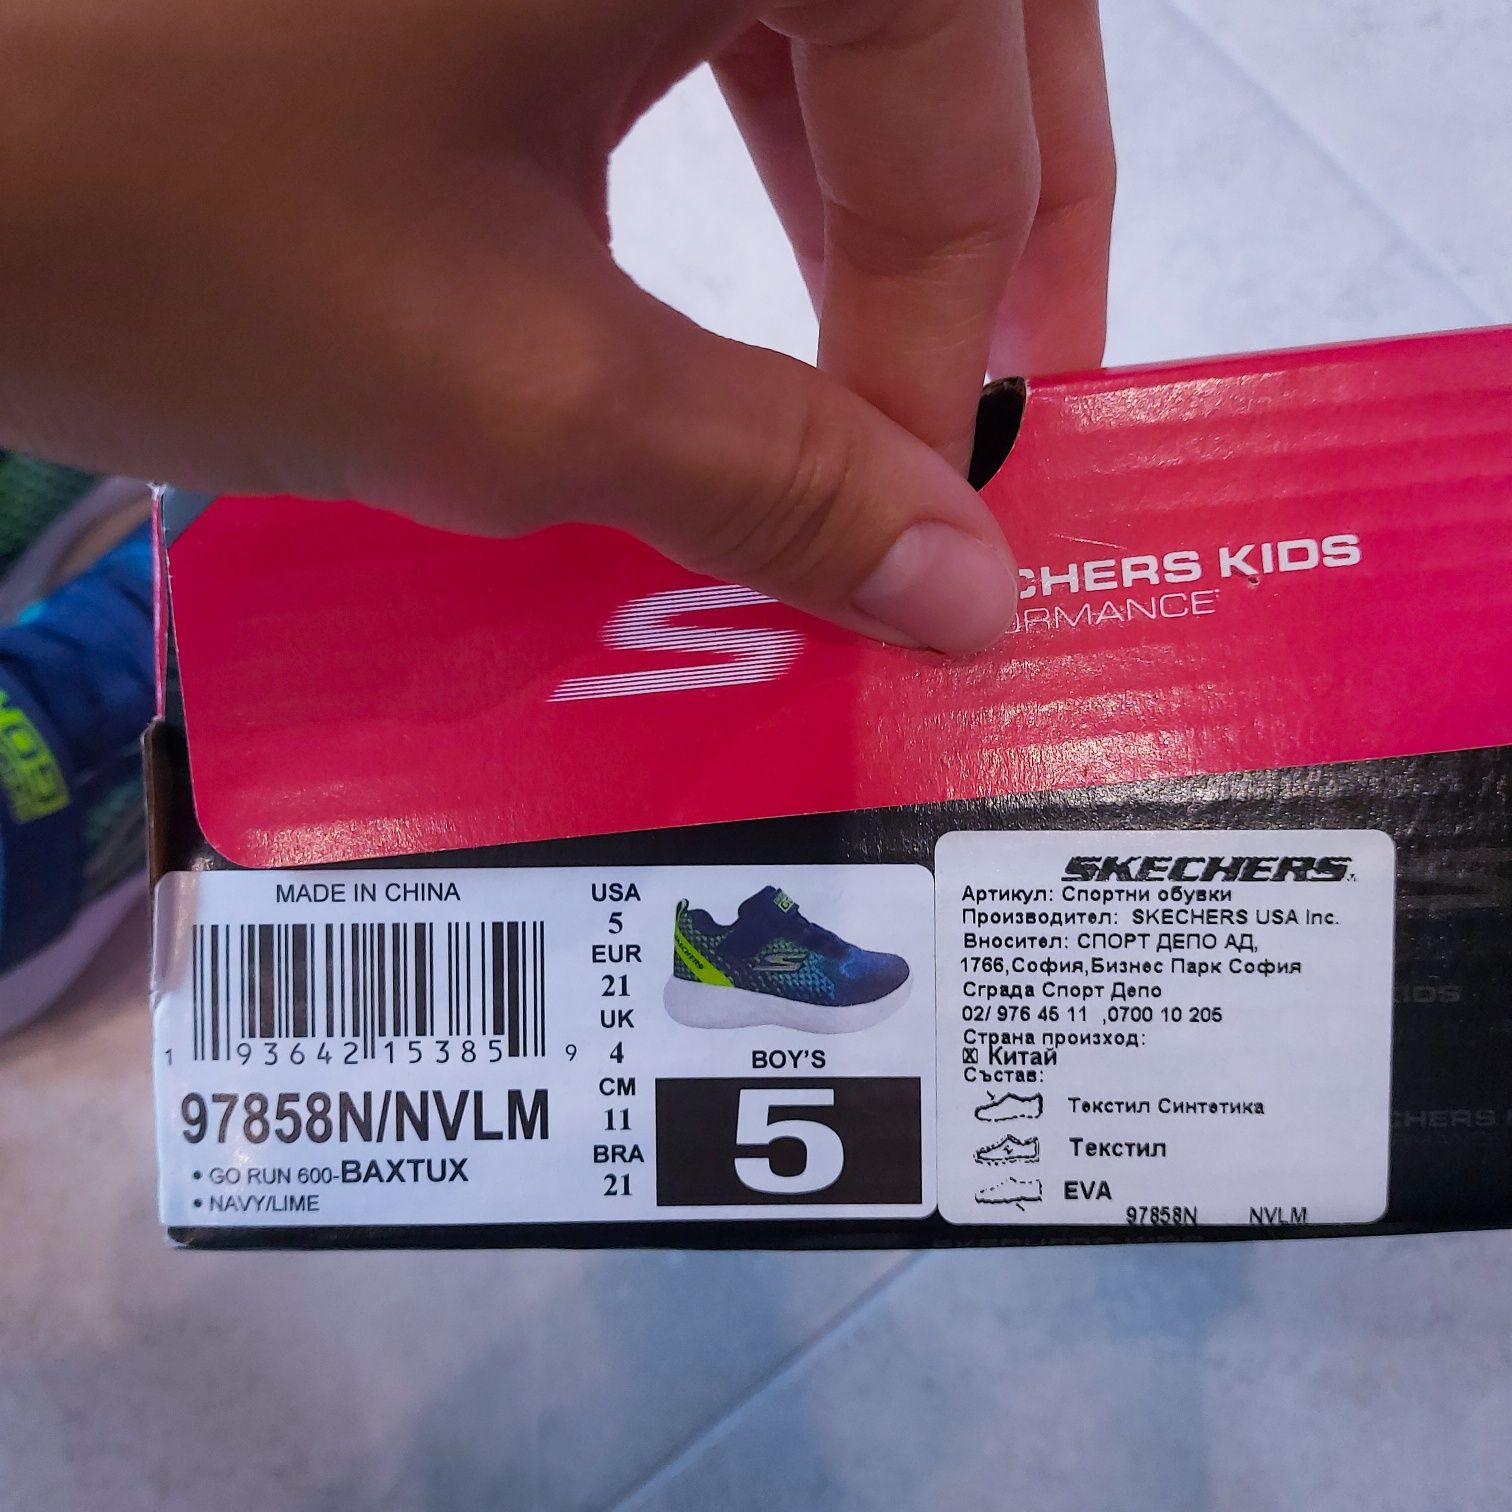 CHERS KIDS
ORMANCE
MADE IN CHINA
1 93642 15385 9
97858N/NVLM
• GO RUN 600-BAXTUX
• NAVY/LIME
USA
5
EUR
21
UK
4
CM
11
BRA
21
BOY'S
5
SKECHERS
Артикул: Спортни обувки
Производител: SKECHERS USA Inc.
Вносител: СПОРТ ДЕПО АД,
1766,София,Бизнес Парк София
Сграда Спорт Депо
02/ 976 45 11 ,0700 10 205
Страна произход:
☒ Китай
Състав:
Текстил Синтетика
Текстил
EVA
97858N NVLM